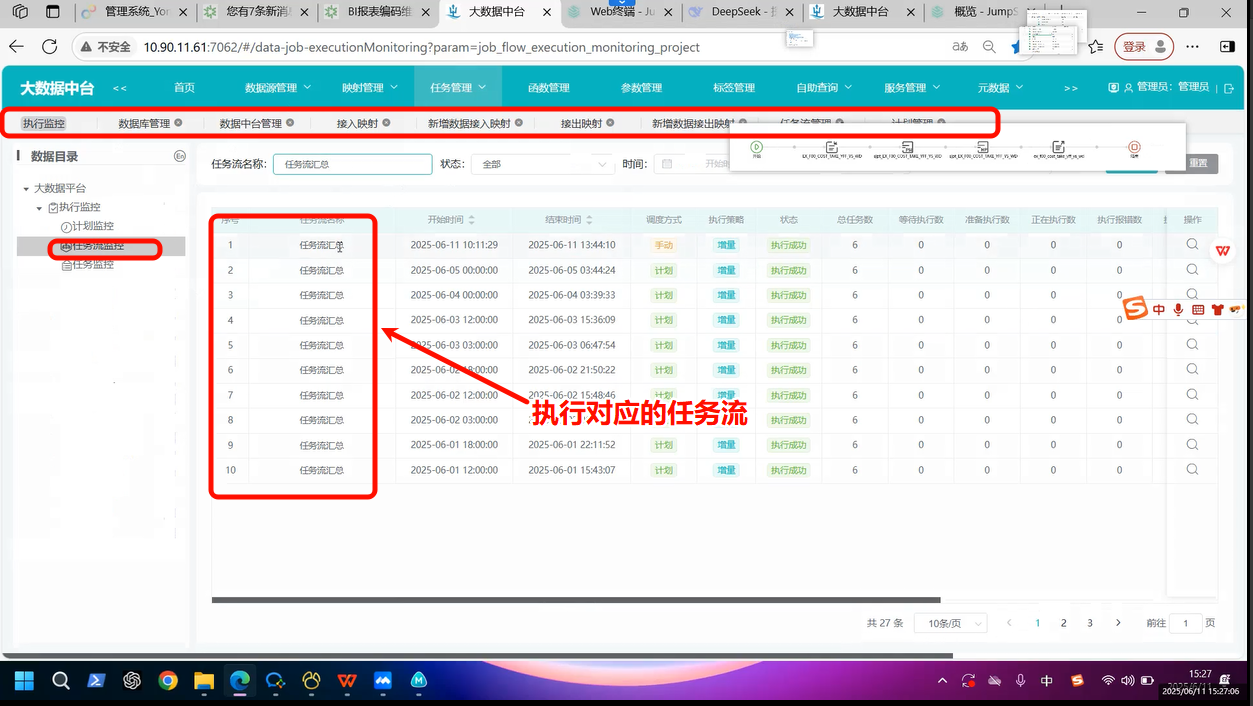 管理系统_Yon
您有7条新消息
BI报表编码维
大数据中台
Web终端 - Ju
DeepSeek - 探
大数据中台
概览 - JumpS
不安全
10.90.11.61:7062/#/data-job-executionMonitoring?param=job_flow_execution_monitoring_project
登录
大数据中台
<<
首页
数据源管理
映射管理
任务管理
函数管理
参数管理
标签管理
自助查询
服务管理
元数据
>>
管理员：管理员
执行监控
数据库管理
数据中台管理
接入映射
新增数据接入映射
接出映射
新增数据接出映射
任务流管理
计划管理
数据目录
大数据平台
执行监控
计划监控
任务流监控
任务监控
任务流名称:
任务流汇总
状态:
全部
时间:
开始时
重置
序号 任务流名称 开始时间 结束时间 调度方式 执行策略 状态 总任务数 等待执行数 准备执行数 正在执行数 执行报错数 操作
1 任务流汇总 2025-06-11 10:11:29 2025-06-11 13:44:10 手动 增量 执行成功 6 0 0 0 0
2 任务流汇总 2025-06-05 00:00:00 2025-06-05 03:44:24 计划 增量 执行成功 6 0 0 0 0
3 任务流汇总 2025-06-04 00:00:00 2025-06-04 03:39:33 计划 增量 执行成功 6 0 0 0 0
4 任务流汇总 2025-06-03 12:00:00 2025-06-03 15:36:09 计划 增量 执行成功 6 0 0 0 0
5 任务流汇总 2025-06-03 03:00:00 2025-06-03 06:47:54 计划 增量 执行成功 6 0 0 0 0
6 任务流汇总 2025-06-02 18:00:00 2025-06-02 21:50:22 计划 增量 执行成功 6 0 0 0 0
7 任务流汇总 2025-06-02 12:00:00 2025-06-02 15:48:46 计划 增量 执行成功 6 0 0 0 0
8 任务流汇总 2025-06-02 03:00:00 执行成功 6 0 0 0 0
9 任务流汇总 2025-06-01 18:00:00 2025-06-01 22:11:52 计划 增量 执行成功 6 0 0 0 0
10 任务流汇总 2025-06-01 12:00:00 2025-06-01 15:43:07 计划 增量 执行成功 6 0 0 0 0
执行对应的任务流
中
共 27 条
10条/页
1
2
3
前往
1
页
中
15:27
2025/06/11 15:27:06